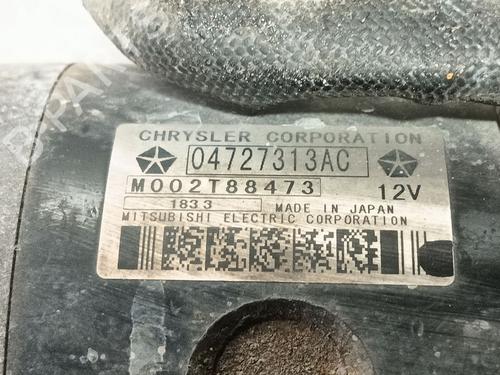 CHRYSLER CORPORATION
04727313AC
M002T88473 12V
1833 MADE IN JAPAN
MITSUBISHI ELECTRIC CORPORATION